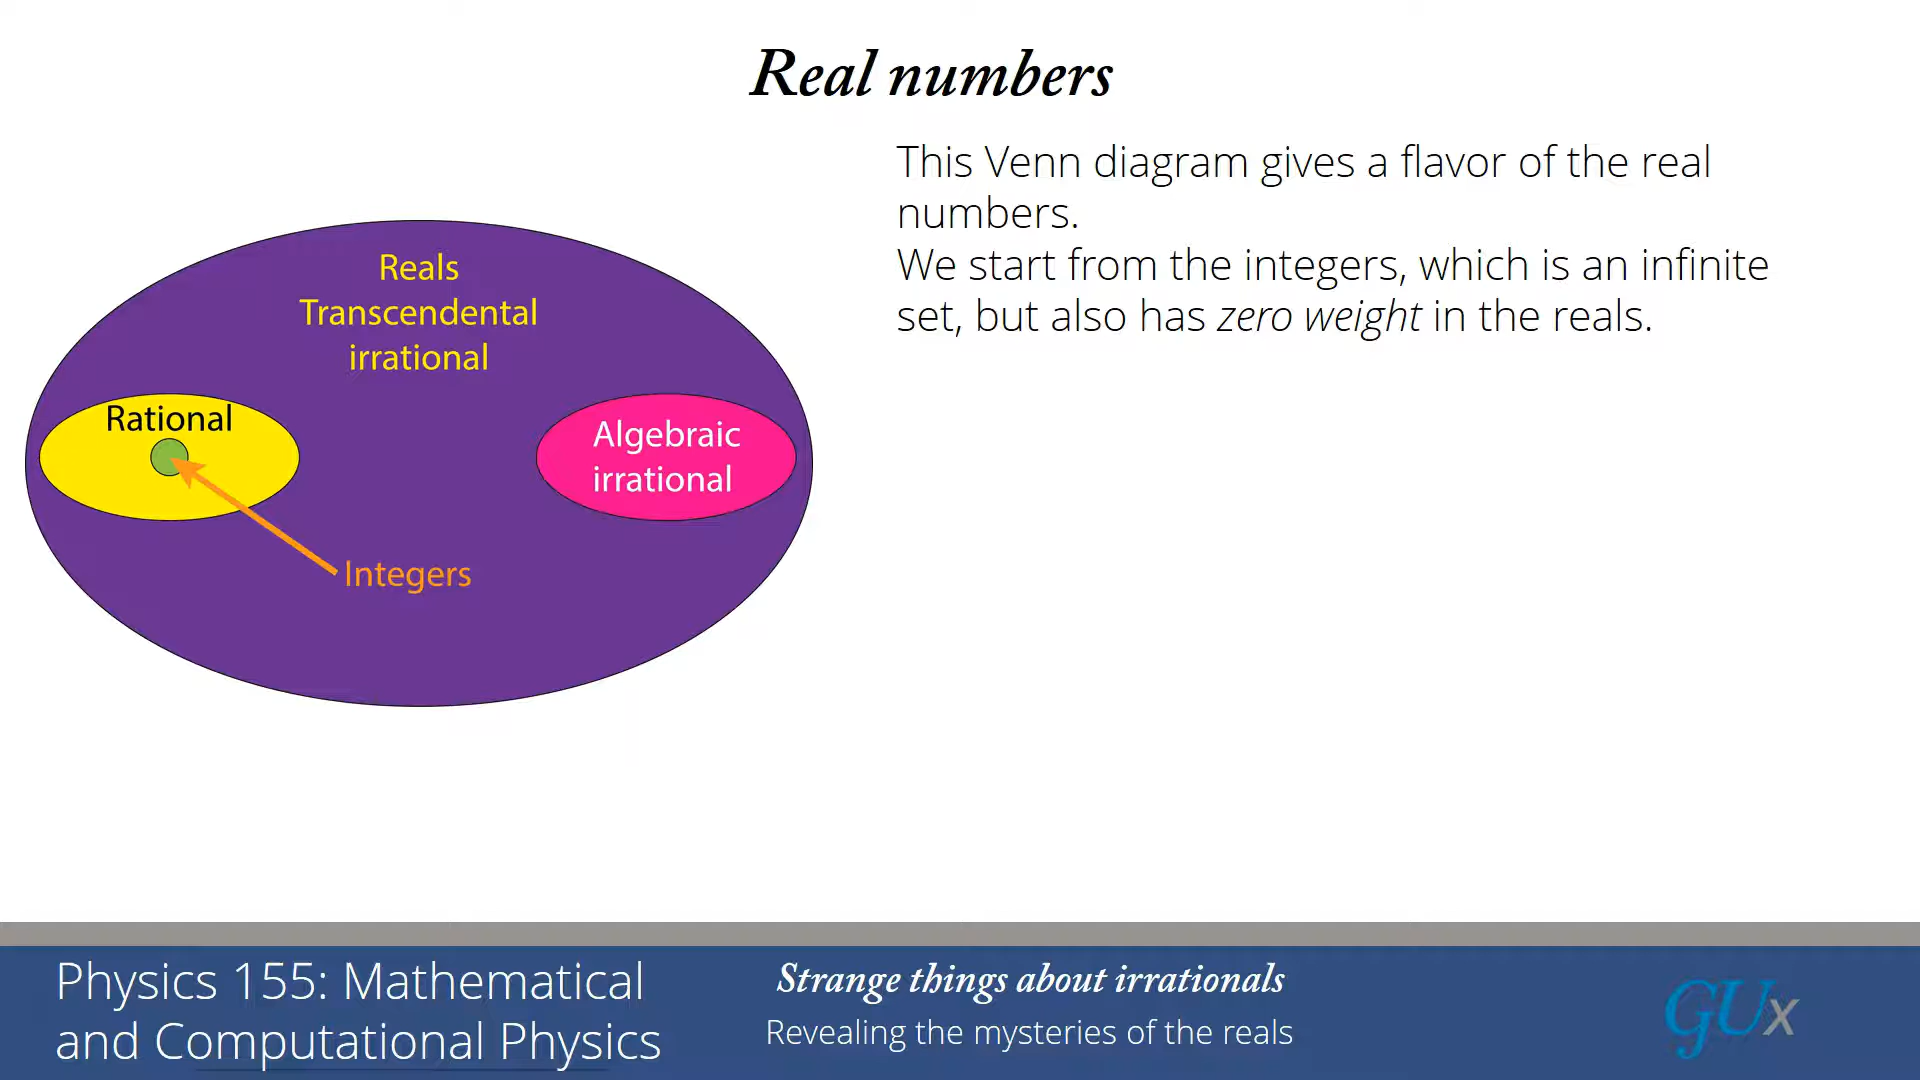 Real numbers
This Venn diagram gives a flavor of the real
numbers.
We start from the integers, which is an infinite
set, but also has zero weight in the reals.
Reals
Transcendental
irrational
Rational
Algebraic
irrational
Integers
Physics 155: Mathematical
and Computational Physics
Strange things about irrationals
Revealing the mysteries of the reals
GUx